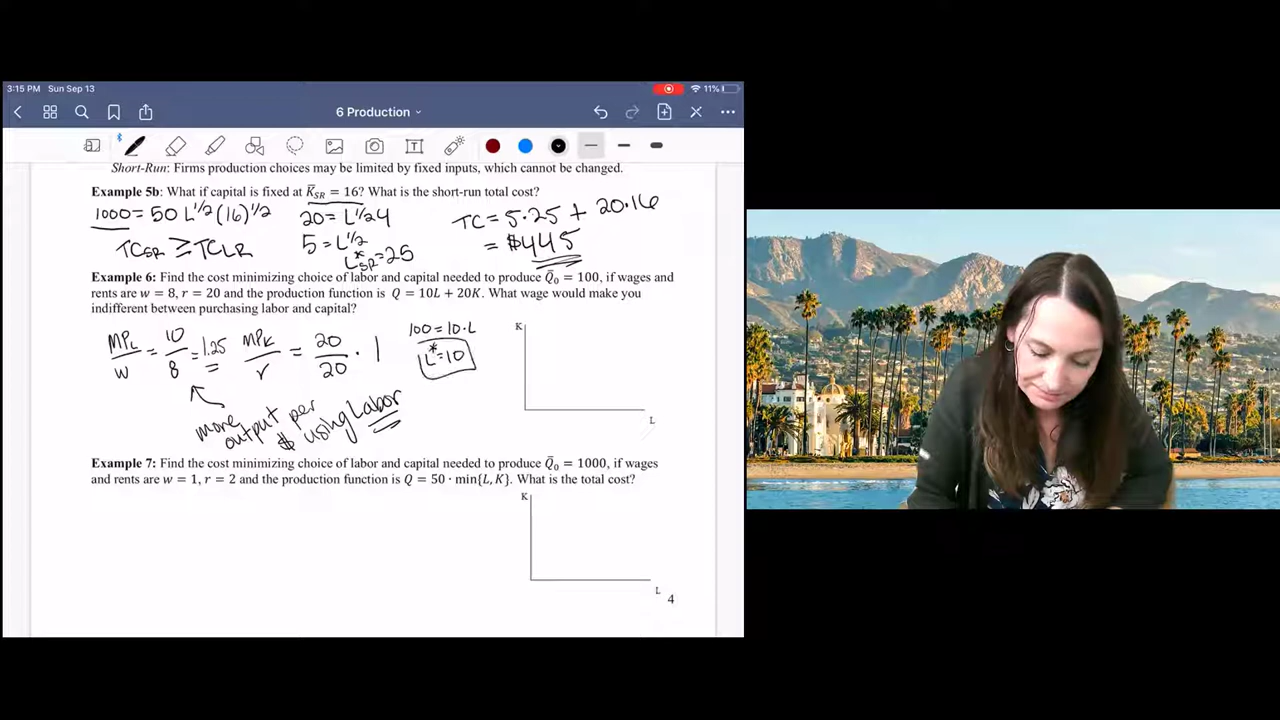 3:15 PM Sun Sep 13
11%
6 Production
T
Short-Run: Firms production choices may be limited by fixed inputs, which cannot be changed.
Example 5b: What if capital is fixed at K̅_SR = 16? What is the short-run total cost?
1000 = 50 L^1/2 (16)^1/2
20 = L^1/2 4
TC = 5·25 + 20·16
TC_SR ≥ TC_LR
5 = L^1/2
= $445
L*_SR = 25
Example 6: Find the cost minimizing choice of labor and capital needed to produce Q̅₀ = 100, if wages
and rents are w = 8, r = 20 and the production function is Q = 10L + 20K. What wage would make you
indifferent between purchasing labor and capital?
MP_L/w = 10/8 = 1.25
MP_K/r = 20/20 · 1
100 = 10·L
L* = 10
more output per $ using Labor
K
L
Example 7: Find the cost minimizing choice of labor and capital needed to produce Q̅₀ = 1000, if wages
and rents are w = 1, r = 2 and the production function is Q = 50 · min{L, K}. What is the total cost?
K
L
4